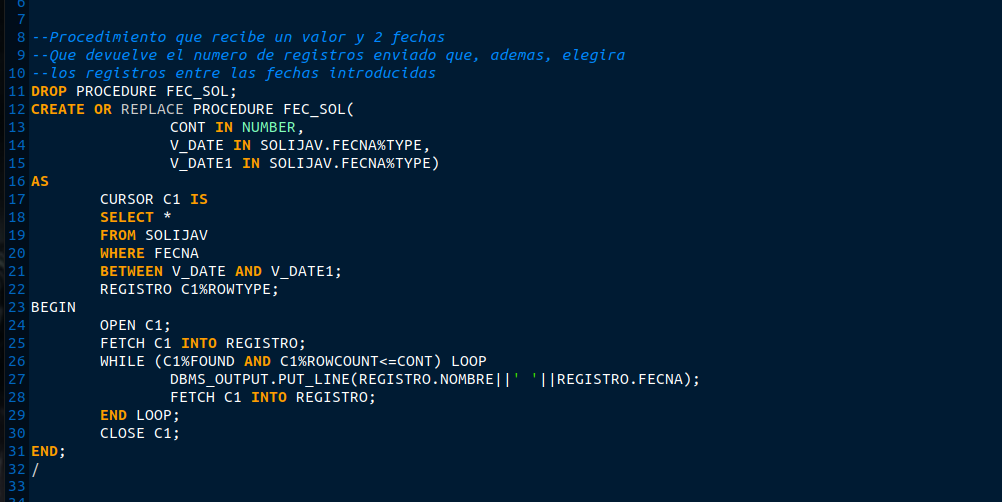 6
7
8 --Procedimiento que recibe un valor y 2 fechas
9 --Que devuelve el numero de registros enviado que, ademas, elegira
10 --los registros entre las fechas introducidas
11 DROP PROCEDURE FEC_SOL;
12 CREATE OR REPLACE PROCEDURE FEC_SOL(
13 CONT IN NUMBER,
14 V_DATE IN SOLIJAV.FECNA%TYPE,
15 V_DATE1 IN SOLIJAV.FECNA%TYPE)
16 AS
17 CURSOR C1 IS
18 SELECT *
19 FROM SOLIJAV
20 WHERE FECNA
21 BETWEEN V_DATE AND V_DATE1;
22 REGISTRO C1%ROWTYPE;
23 BEGIN
24 OPEN C1;
25 FETCH C1 INTO REGISTRO;
26 WHILE (C1%FOUND AND C1%ROWCOUNT<=CONT) LOOP
27 DBMS_OUTPUT.PUT_LINE(REGISTRO.NOMBRE||' '||REGISTRO.FECNA);
28 FETCH C1 INTO REGISTRO;
29 END LOOP;
30 CLOSE C1;
31 END;
32 /
33
34